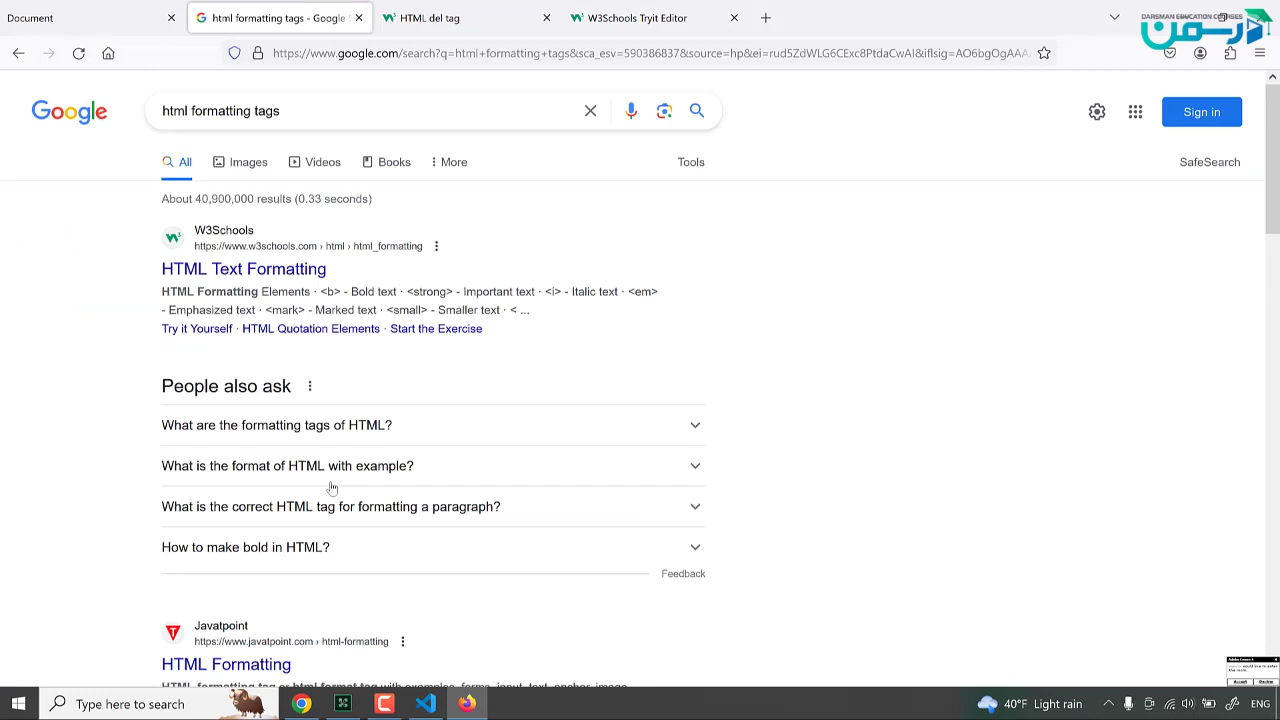 Document
html formatting tags - Google
HTML del tag
W3Schools Tryit Editor
DARSMAN EDUCATION COURSES
درسمن
https://www.google.com/search?q=html+formatting+tags&sca_esv=590386837&source=hp&ei=rud5ZdWLG6CExc8PtdaCwAI&iflsig=AO6bgOgAAA
Google
html formatting tags
Sign in
All
Images
Videos
Books
More
Tools
SafeSearch
About 40,900,000 results (0.33 seconds)
W3Schools
https://www.w3schools.com › html › html_formatting
HTML Text Formatting
HTML Formatting Elements · <b> - Bold text · <strong> - Important text · <i> - Italic text · <em>
- Emphasized text · <mark> - Marked text · <small> - Smaller text · < ...
Try it Yourself · HTML Quotation Elements · Start the Exercise
People also ask
What are the formatting tags of HTML?
What is the format of HTML with example?
What is the correct HTML tag for formatting a paragraph?
How to make bold in HTML?
Feedback
Javatpoint
https://www.javatpoint.com › html-formatting
HTML Formatting
Type here to search
40°F Light rain
ENG